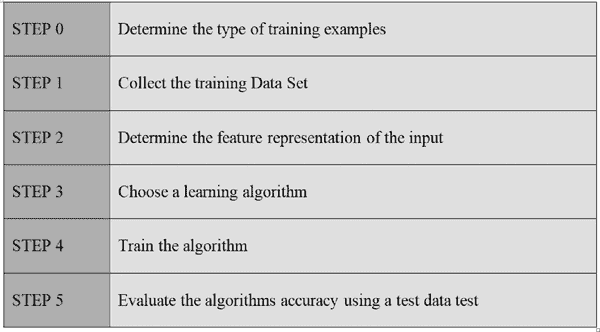 STEP 0 Determine the type of training examples
STEP 1 Collect the training Data Set
STEP 2 Determine the feature representation of the input
STEP 3 Choose a learning algorithm
STEP 4 Train the algorithm
STEP 5 Evaluate the algorithms accuracy using a test data test